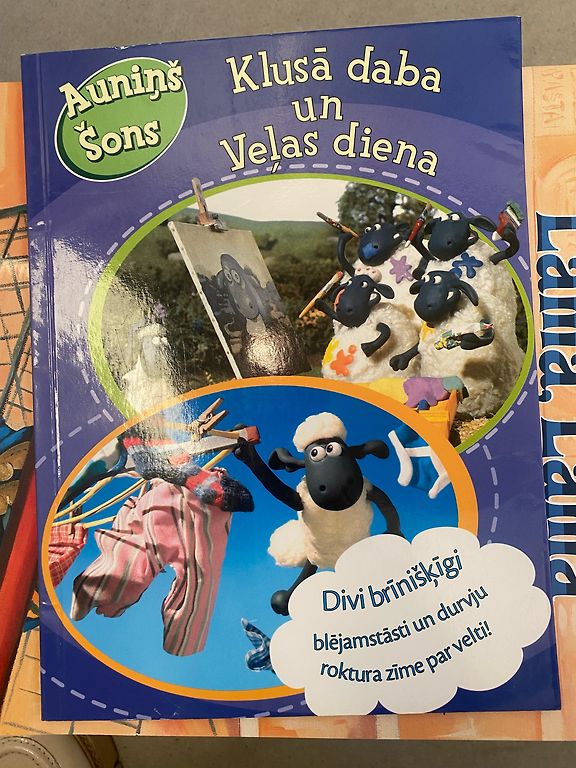 Auniņš
Šons
Klusā daba
un
Veļas diena
Divi brīnišķīgi
blējamstāsti un durvju
roktura zīme par velti!